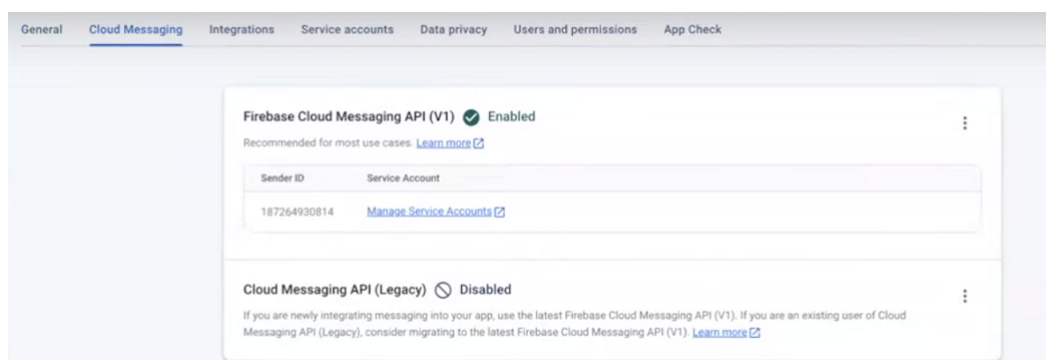 General Cloud Messaging Integrations Service accounts Data privacy Users and permissions App Check
Firebase Cloud Messaging API (V1) Enabled
Recommended for most use cases. Learn more
Sender ID Service Account
187264930814 Manage Service Accounts
Cloud Messaging API (Legacy) Disabled
If you are newly integrating messaging into your app, use the latest Firebase Cloud Messaging API (V1). If you are an existing user of Cloud
Messaging API (Legacy), consider migrating to the latest Firebase Cloud Messaging API (V1). Learn more